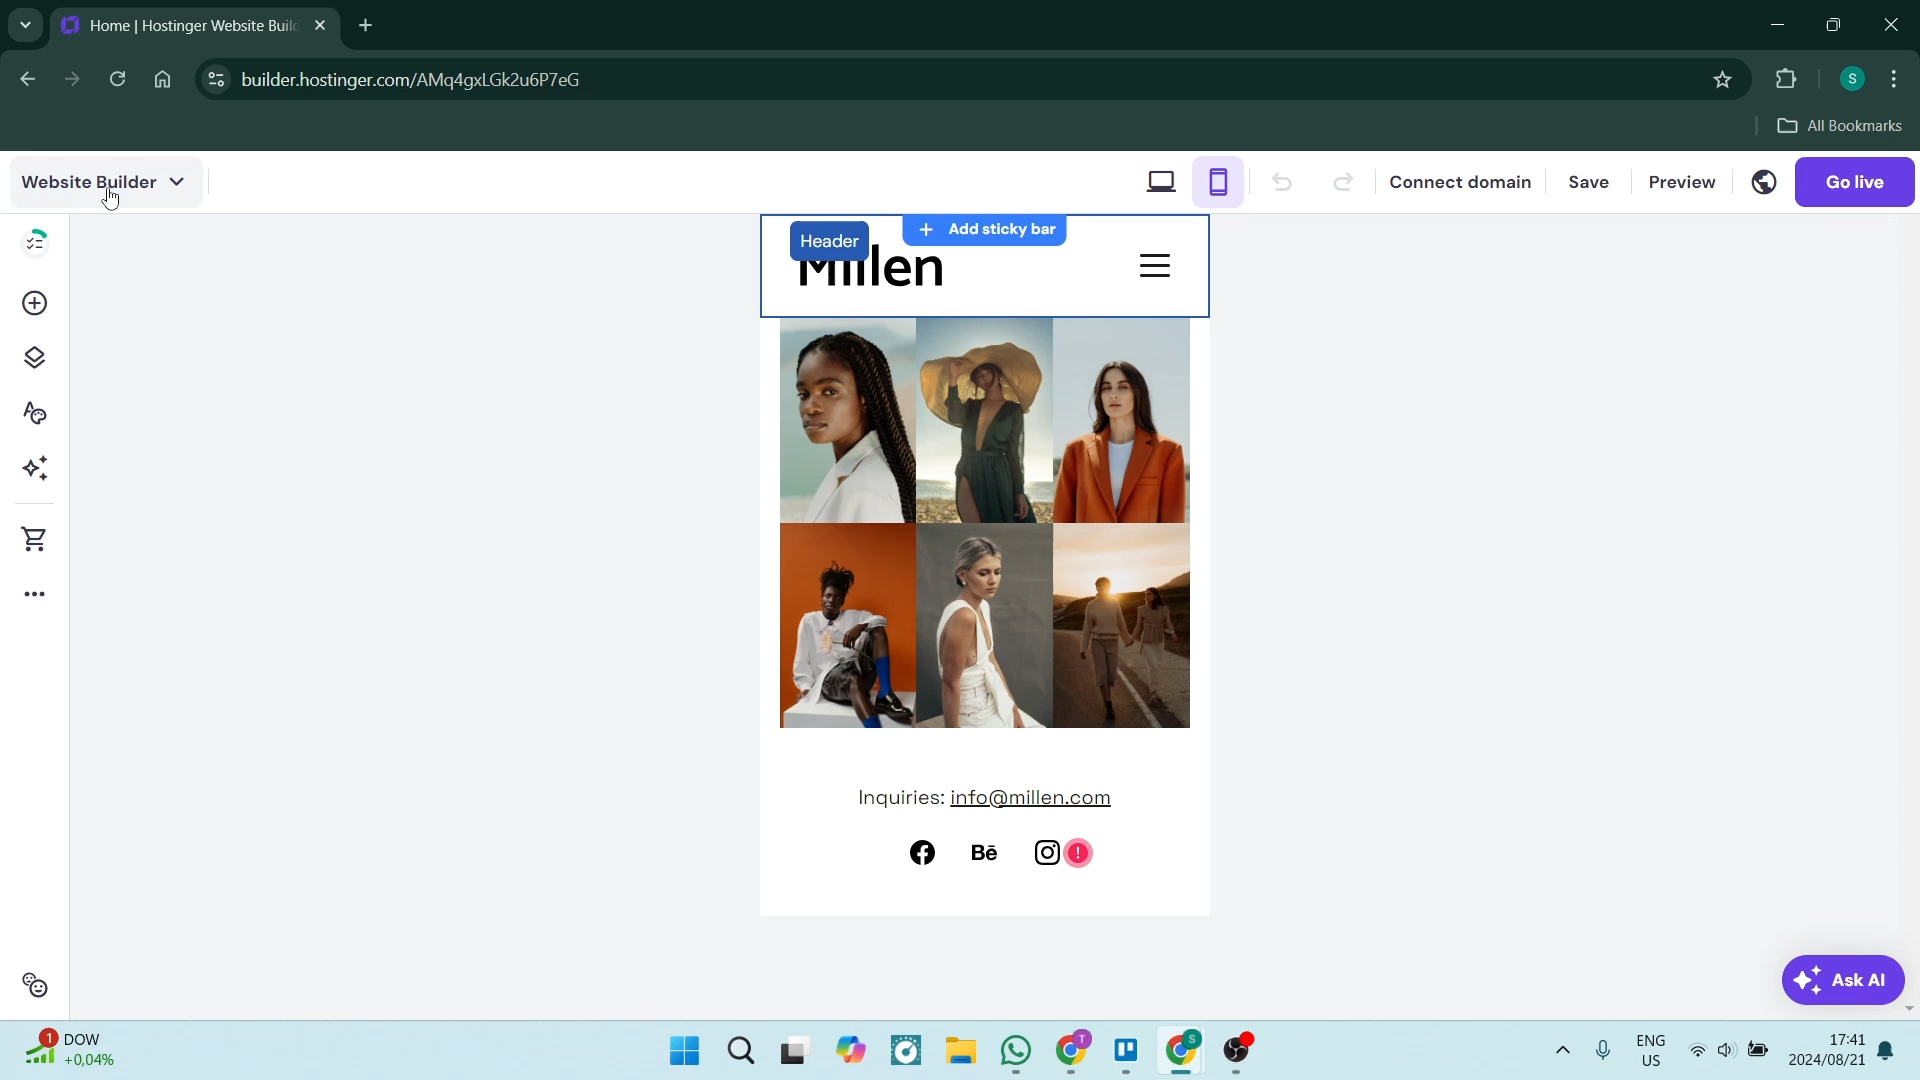 Home | Hostinger Website Builc
builder.hostinger.com/AMq4gxLGk2u6P7eG
S
All Bookmarks
Website Builder
Connect domain
Save
Preview
Go live
Header
Add sticky bar
Millen
Inquiries: info@millen.com
Bē
!
Ask AI
1
DOW
+0,04%
T
S
ENG
US
17:41
2024/08/21